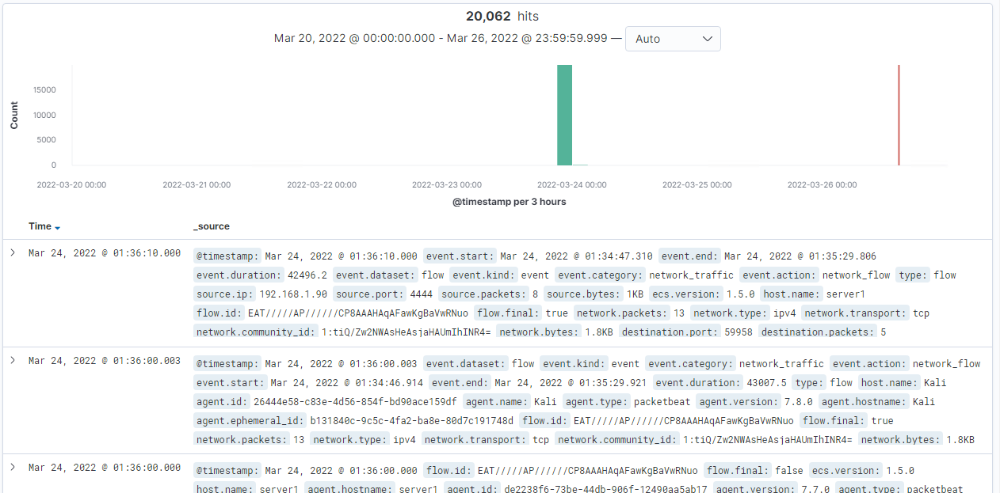 20,062 hits
Mar 20, 2022 @ 00:00:00.000 - Mar 26, 2022 @ 23:59:59.999 — Auto
Count
15000
10000
5000
0
2022-03-20 00:00 2022-03-21 00:00 2022-03-22 00:00 2022-03-23 00:00 2022-03-24 00:00 2022-03-25 00:00 2022-03-26 00:00
@timestamp per 3 hours
Time _source
Mar 24, 2022 @ 01:36:10.000 @timestamp: Mar 24, 2022 @ 01:36:10.000 event.start: Mar 24, 2022 @ 01:34:47.310 event.end: Mar 24, 2022 @ 01:35:29.806
event.duration: 42496.2 event.dataset: flow event.kind: event event.category: network_traffic event.action: network_flow type: flow
source.ip: 192.168.1.90 source.port: 4444 source.packets: 8 source.bytes: 1KB ecs.version: 1.5.0 host.name: server1
flow.id: EAT/////AP//////CP8AAAHAqAFawKgBaVwRNuo flow.final: true network.packets: 13 network.type: ipv4 network.transport: tcp
network.community_id: 1:tiQ/Zw2NWAsHeAsjaHAUmIhINR4= network.bytes: 1.8KB destination.port: 59958 destination.packets: 5
Mar 24, 2022 @ 01:36:00.003 @timestamp: Mar 24, 2022 @ 01:36:00.003 event.dataset: flow event.kind: event event.category: network_traffic event.action: network_flow
event.start: Mar 24, 2022 @ 01:34:46.914 event.end: Mar 24, 2022 @ 01:35:29.921 event.duration: 43007.5 type: flow host.name: Kali
agent.id: 26444e58-c83e-4d56-854f-bd90ace159df agent.name: Kali agent.type: packetbeat agent.version: 7.8.0 agent.hostname: Kali
agent.ephemeral_id: b131840c-9c5c-4fa2-ba8e-80d7c191748d flow.id: EAT/////AP//////CP8AAAHAqAFawKgBaVwRNuo flow.final: true
network.packets: 13 network.type: ipv4 network.transport: tcp network.community_id: 1:tiQ/Zw2NWAsHeAsjaHAUmIhINR4= network.bytes: 1.8KB
Mar 24, 2022 @ 01:36:00.000 @timestamp: Mar 24, 2022 @ 01:36:00.000 flow.id: EAT/////AP//////CP8AAAHAqAFawKgBaVwRNuo flow.final: false ecs.version: 1.5.0
host.name: server1 agent.hostname: server1 agent.id: de2238f6-73be-44db-906f-12490aa5ab17 agent.version: 7.7.0 agent.type: packetbeat